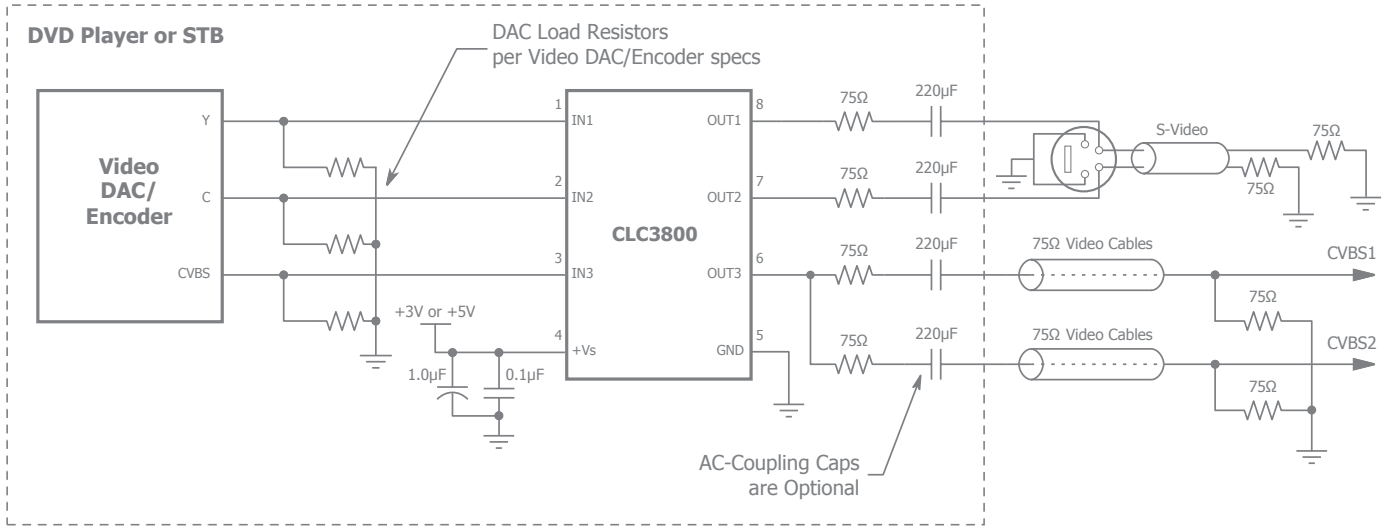 DVD Player or STB
DAC Load Resistors
per Video DAC/Encoder specs
Video
DAC/
Encoder
Y
C
CVBS
+3V or +5V
1.0µF
0.1µF
1
2
3
4
IN1
IN2
IN3
+Vs
CLC3800
OUT1
OUT2
OUT3
GND
8
7
6
5
75Ω
220µF
75Ω
220µF
75Ω
220µF
75Ω
220µF
AC-Coupling Caps
are Optional
S-Video
75Ω
75Ω
75Ω Video Cables
CVBS1
75Ω
75Ω Video Cables
CVBS2
75Ω